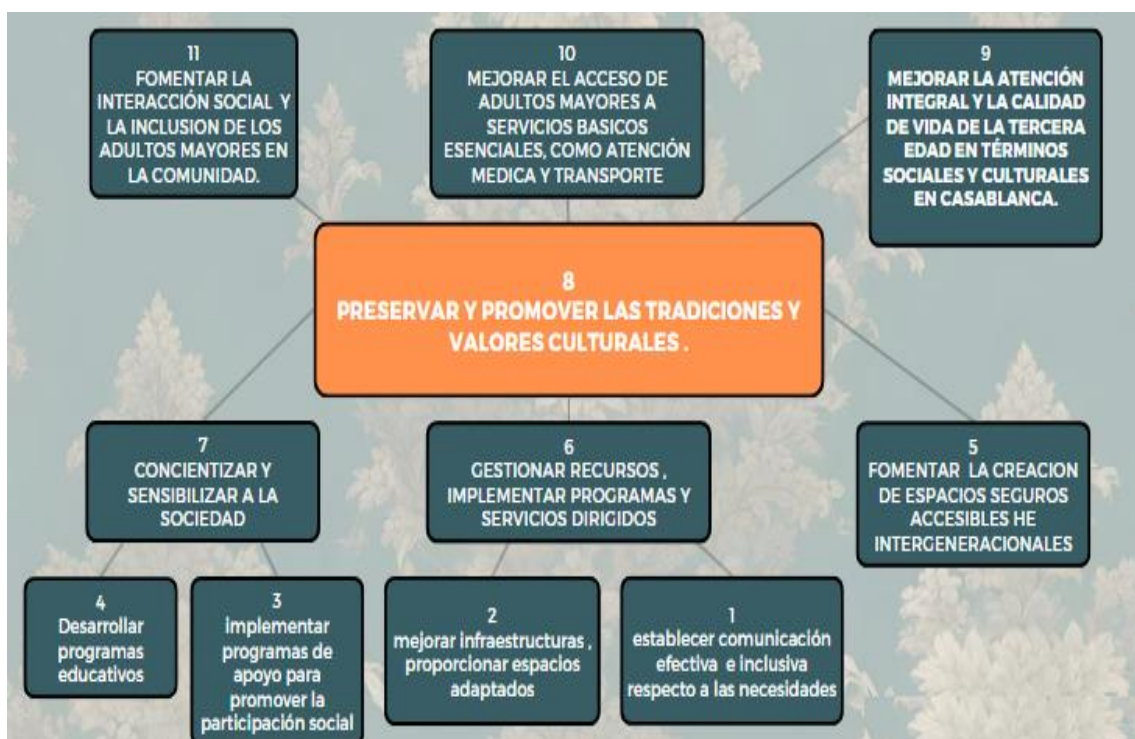 11
FOMENTAR LA
INTERACCIÓN SOCIAL Y
LA INCLUSION DE LOS
ADULTOS MAYORES EN
LA COMUNIDAD.
10
MEJORAR EL ACCESO DE
ADULTOS MAYORES A
SERVICIOS BASICOS
ESENCIALES, COMO ATENCIÓN
MEDICA Y TRANSPORTE
9
MEJORAR LA ATENCIÓN
INTEGRAL Y LA CALIDAD
DE VIDA DE LA TERCERA
EDAD EN TÉRMINOS
SOCIALES Y CULTURALES
EN CASABLANCA.
8
PRESERVAR Y PROMOVER LAS TRADICIONES Y
VALORES CULTURALES .
7
CONCIENTIZAR Y
SENSIBILIZAR A LA
SOCIEDAD
6
GESTIONAR RECURSOS ,
IMPLEMENTAR PROGRAMAS Y
SERVICIOS DIRIGIDOS
5
FOMENTAR LA CREACION
DE ESPACIOS SEGUROS
ACCESIBLES HE
INTERGENERACIONALES
4
Desarrollar
programas
educativos
3
implementar
programas de
apoyo para
promover la
participación social
2
mejorar infraestructuras ,
proporcionar espacios
adaptados
1
establecer comunicación
efectiva e inclusiva
respecto a las necesidades